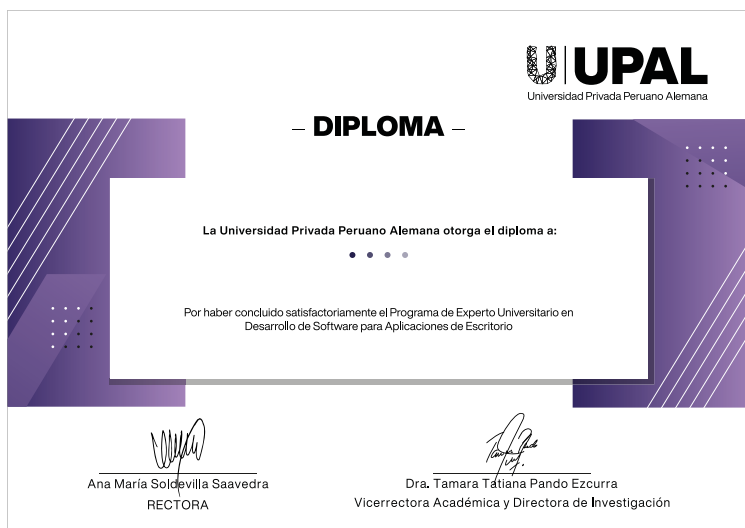 UPAL
Universidad Privada Peruano Alemana
– DIPLOMA –
La Universidad Privada Peruano Alemana otorga el diploma a:
Por haber concluido satisfactoriamente el Programa de Experto Universitario en
Desarrollo de Software para Aplicaciones de Escritorio
Ana María Soldevilla Saavedra
RECTORA
Dra. Tamara Tatiana Pando Ezcurra
Vicerrectora Académica y Directora de Investigación